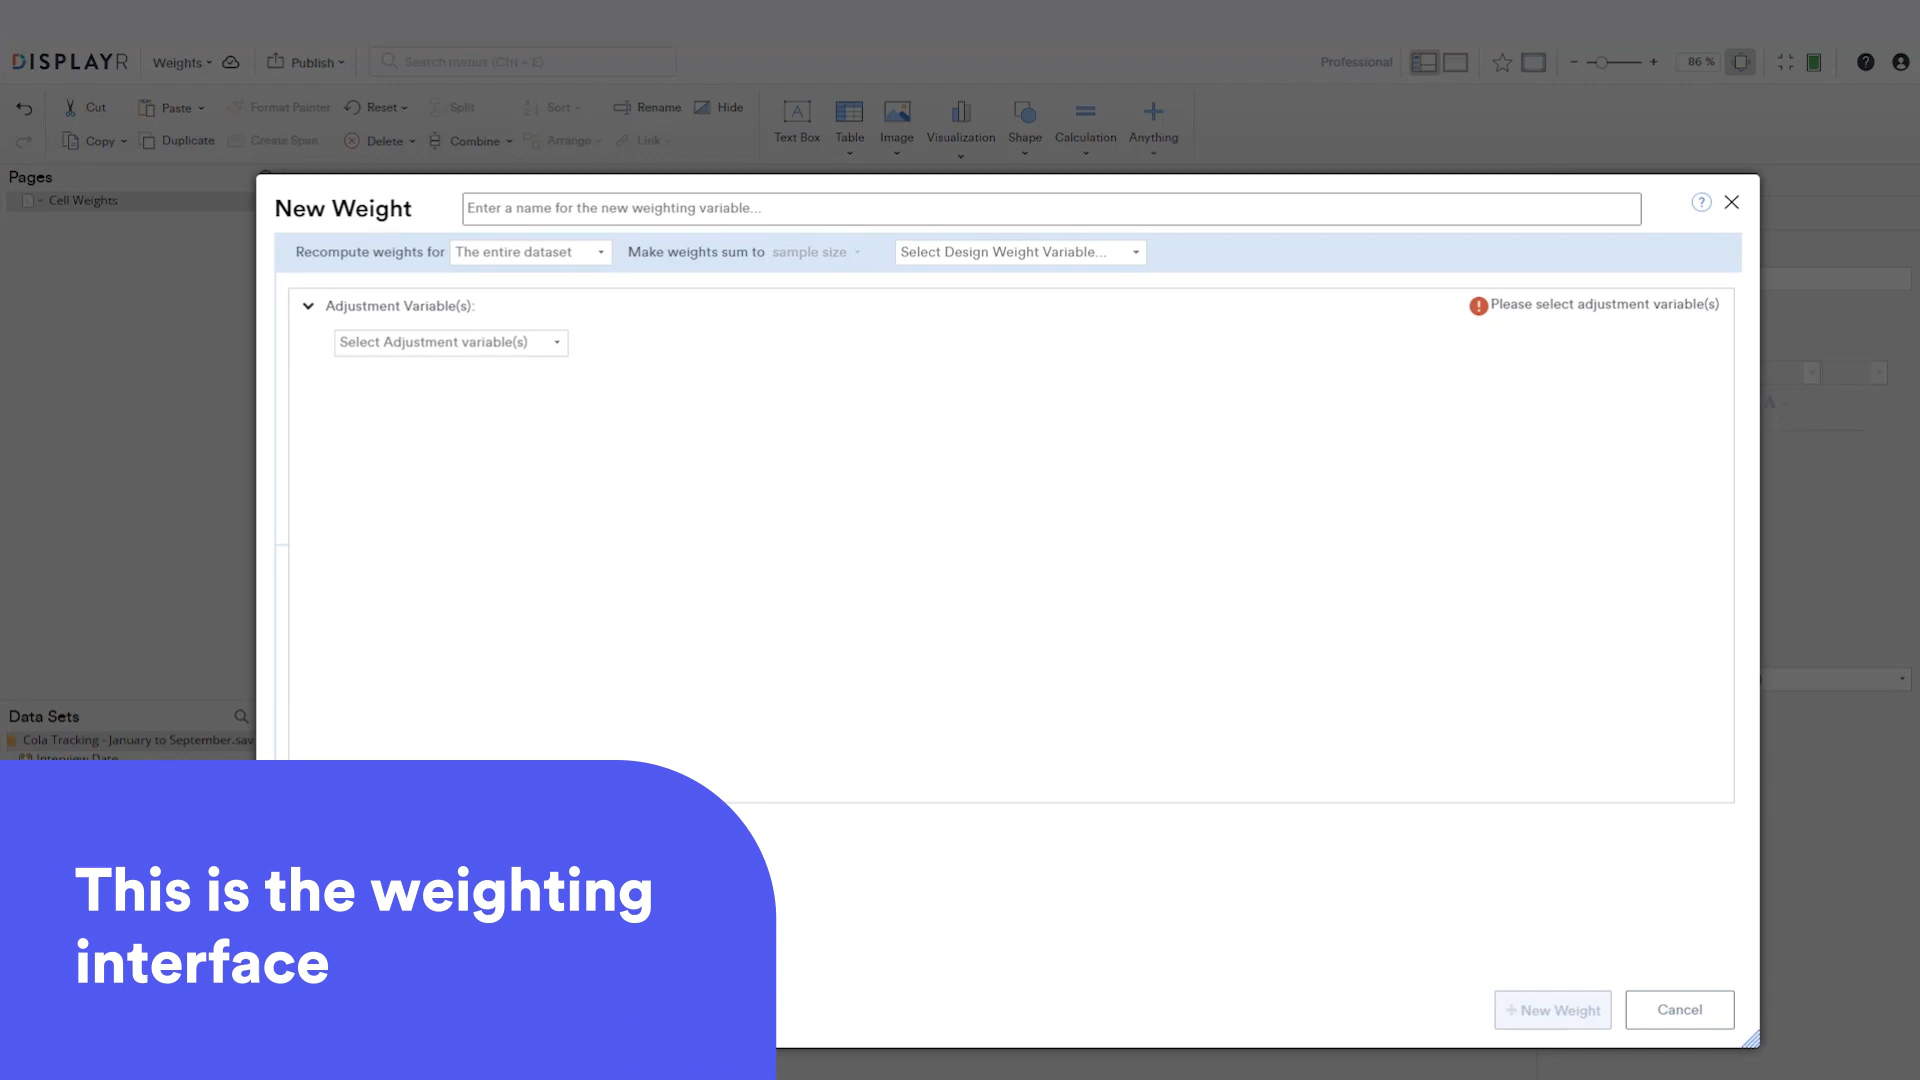 DISPLAYR Weights Publish Search menus (Ctrl + E) Professional 86 %
Cut Paste Format Painter Reset Split Sort Rename Hide
Copy Duplicate Create Span Delete Combine Arrange Link
Text Box Table Image Visualization Shape Calculation Anything
Pages
Cell Weights
New Weight Enter a name for the new weighting variable...
Recompute weights for The entire dataset Make weights sum to sample size Select Design Weight Variable...
Adjustment Variable(s): Please select adjustment variable(s)
Select Adjustment variable(s)
Data Sets
Cola Tracking - January to September.sav
Interview Date
This is the weighting
interface
+ New Weight Cancel